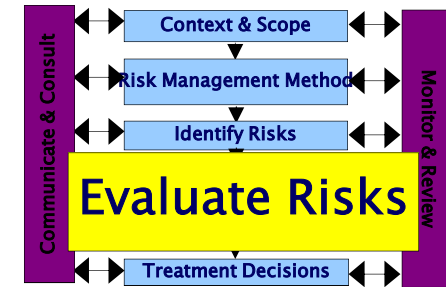 Communicate & Consult
Context & Scope
Risk Management Method
Identify Risks
Evaluate Risks
Treatment Decisions
Monitor & Review